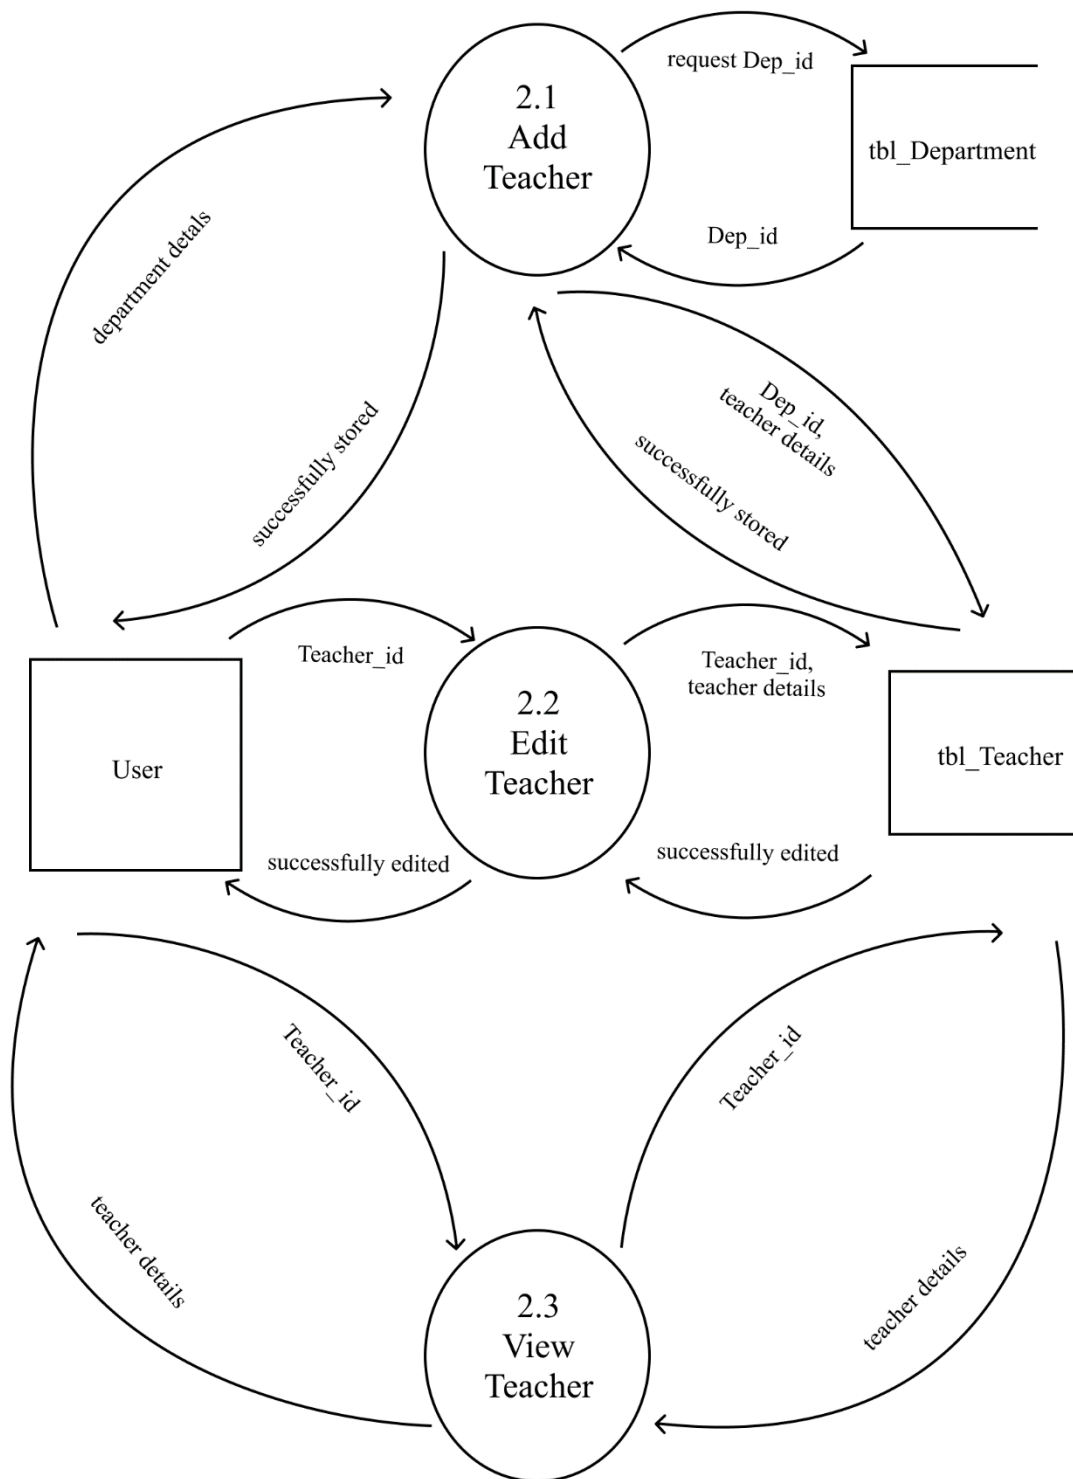 request Dep_id
2.1
Add
Teacher
tbl_Department
Dep_id
department detals
successfully stored
Dep_id,
teacher details
successfully stored
Teacher_id
Teacher_id,
teacher details
2.2
Edit
Teacher
User
tbl_Teacher
successfully edited
successfully edited
Teacher_id
Teacher_id
teacher details
teacher details
2.3
View
Teacher